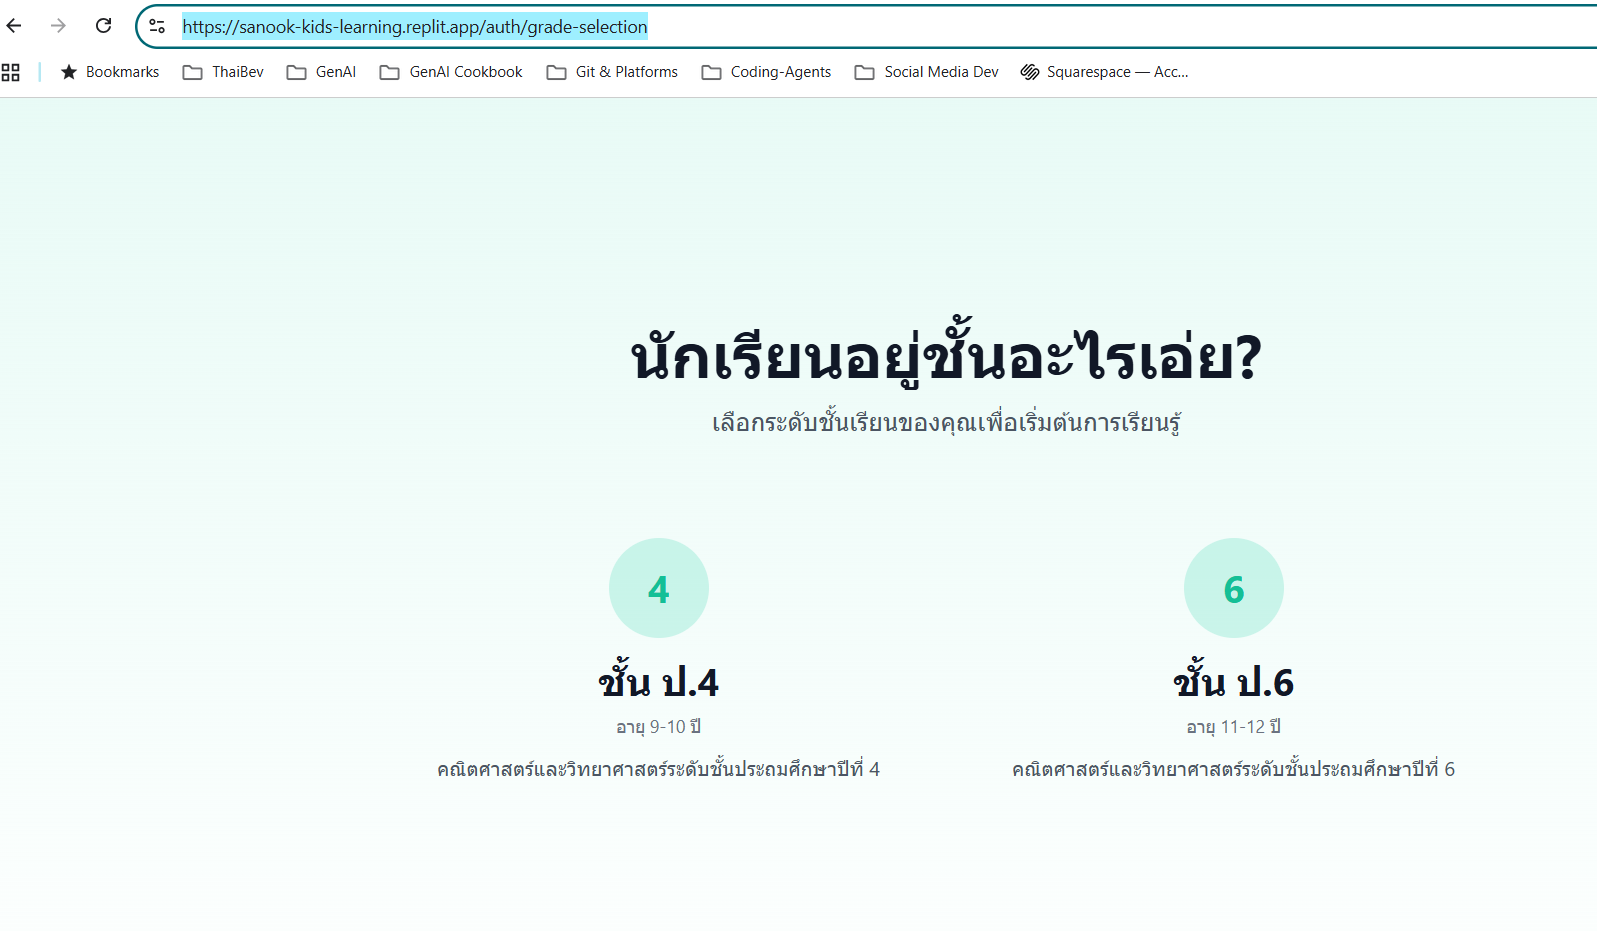 https://sanook-kids-learning.replit.app/auth/grade-selection
Bookmarks ThaiBev GenAI GenAI Cookbook Git & Platforms Coding-Agents Social Media Dev Squarespace — Acc...
นักเรียนอยู่ชั้นอะไรเอ่ย?
เลือกระดับชั้นเรียนของคุณเพื่อเริ่มต้นการเรียนรู้
4
ชั้น ป.4
อายุ 9-10 ปี
คณิตศาสตร์และวิทยาศาสตร์ระดับชั้นประถมศึกษาปีที่ 4
6
ชั้น ป.6
อายุ 11-12 ปี
คณิตศาสตร์และวิทยาศาสตร์ระดับชั้นประถมศึกษาปีที่ 6